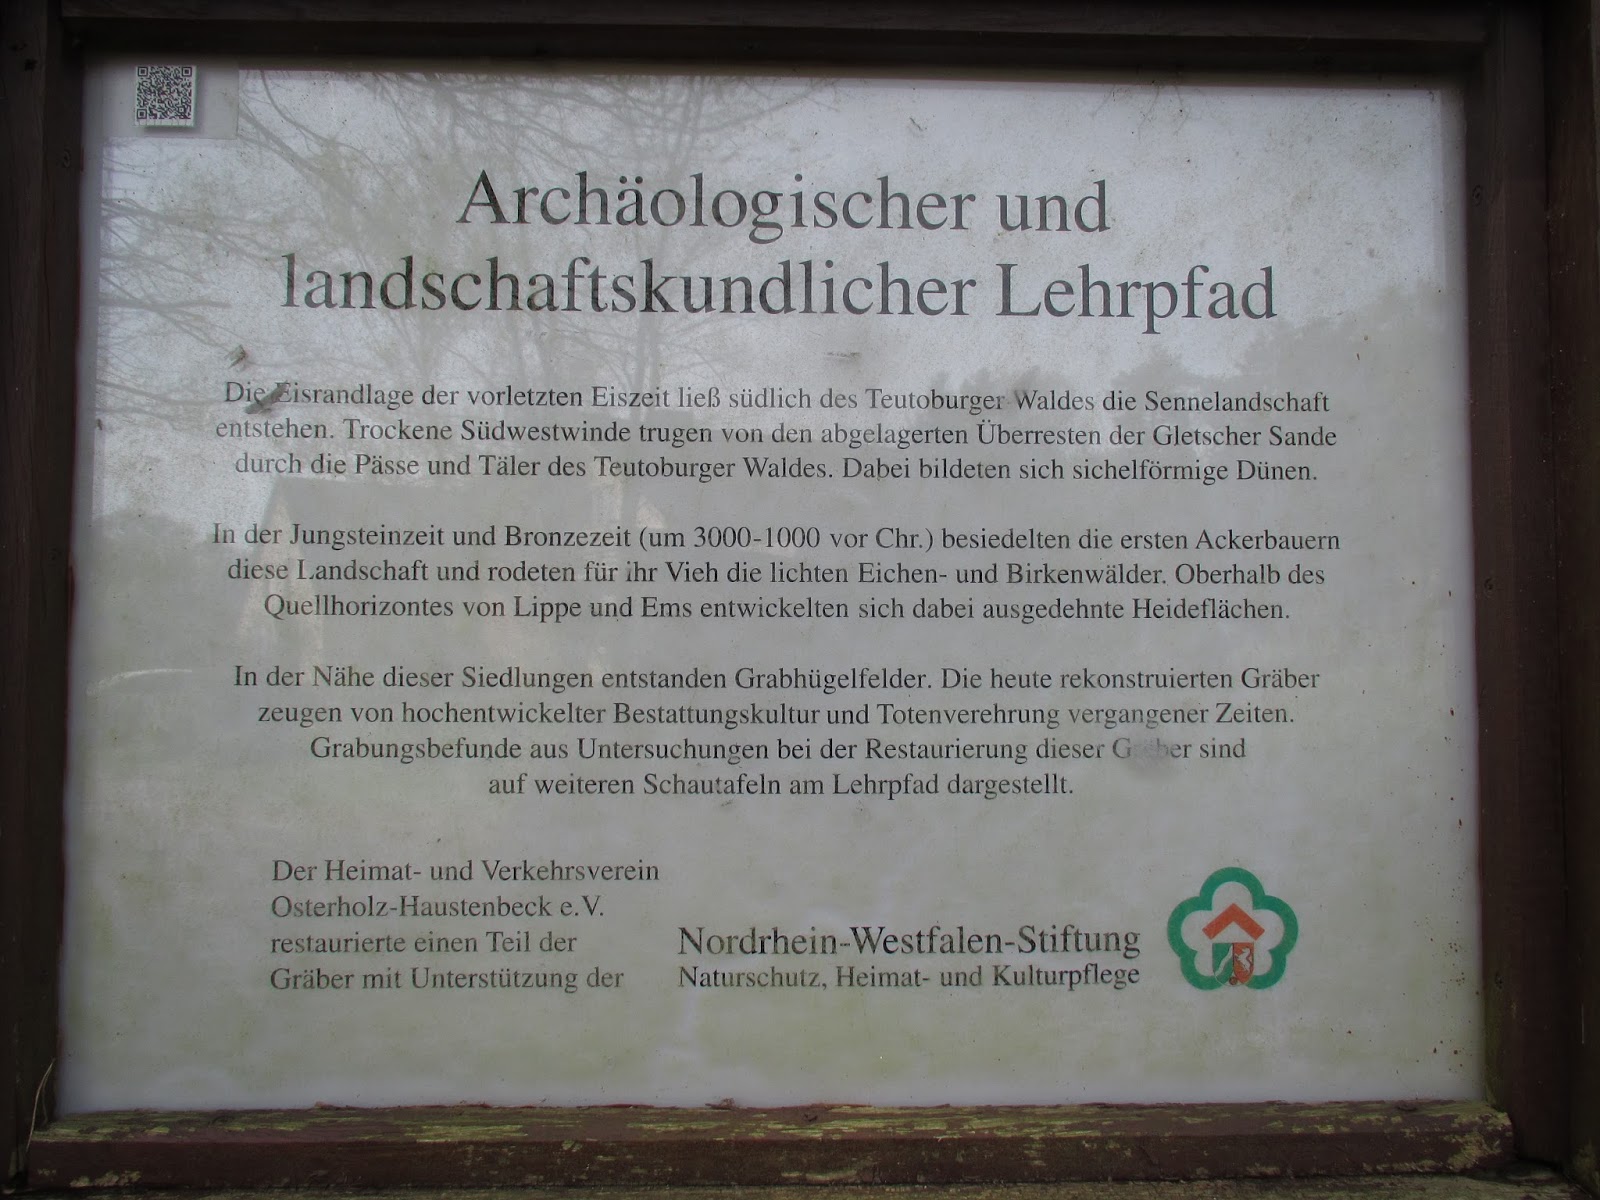 Archäologischer und
landschaftskundlicher Lehrpfad
Die Eisrandlage der vorletzten Eiszeit ließ südlich des Teutoburger Waldes die Sennelandschaft
entstehen. Trockene Südwestwinde trugen von den abgelagerten Überresten der Gletscher Sande
durch die Pässe und Täler des Teutoburger Waldes. Dabei bildeten sich sichelförmige Dünen.
In der Jungsteinzeit und Bronzezeit (um 3000-1000 vor Chr.) besiedelten die ersten Ackerbauern
diese Landschaft und rodeten für ihr Vieh die lichten Eichen- und Birkenwälder. Oberhalb des
Quellhorizontes von Lippe und Ems entwickelten sich dabei ausgedehnte Heideflächen.
In der Nähe dieser Siedlungen entstanden Grabhügelfelder. Die heute rekonstruierten Gräber
zeugen von hochentwickelter Bestattungskultur und Totenverehrung vergangener Zeiten.
Grabungsbefunde aus Untersuchungen bei der Restaurierung dieser Gräber sind
auf weiteren Schautafeln am Lehrpfad dargestellt.
Der Heimat- und Verkehrsverein
Osterholz-Haustenbeck e.V.
restaurierte einen Teil der
Gräber mit Unterstützung der
Nordrhein-Westfalen-Stiftung
Naturschutz, Heimat- und Kulturpflege